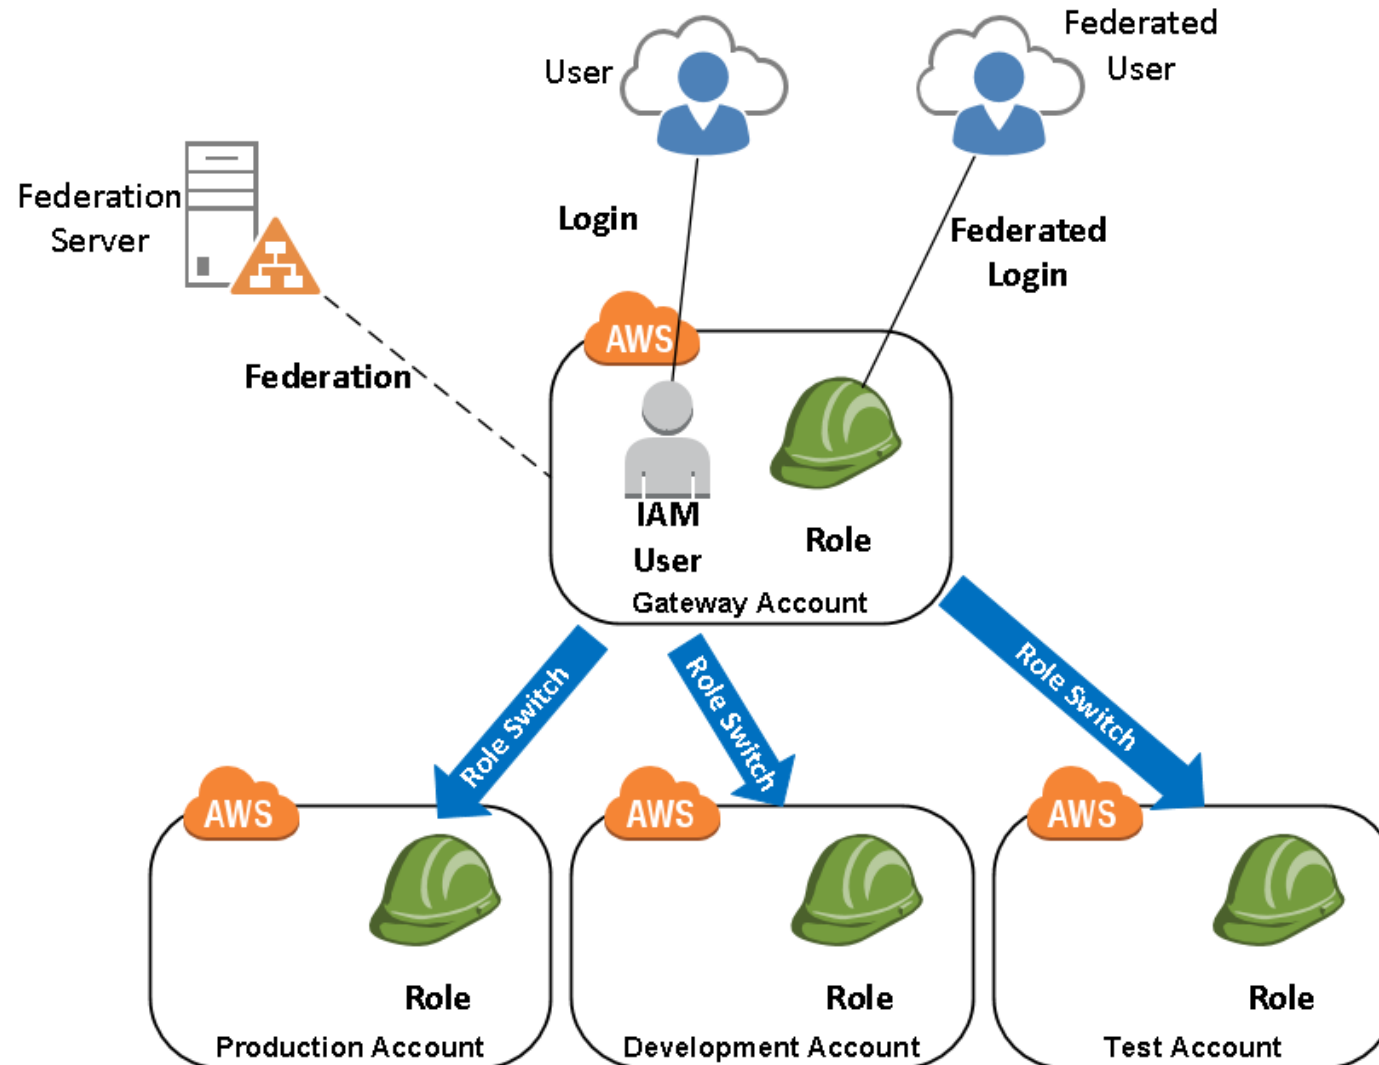 User
Federated
User
Federation
Server
Login
Federated
Login
AWS
Federation
IAM
User
Role
Gateway Account
Role Switch
Role Switch
Role Switch
AWS
AWS
AWS
Role
Role
Role
Production Account
Development Account
Test Account